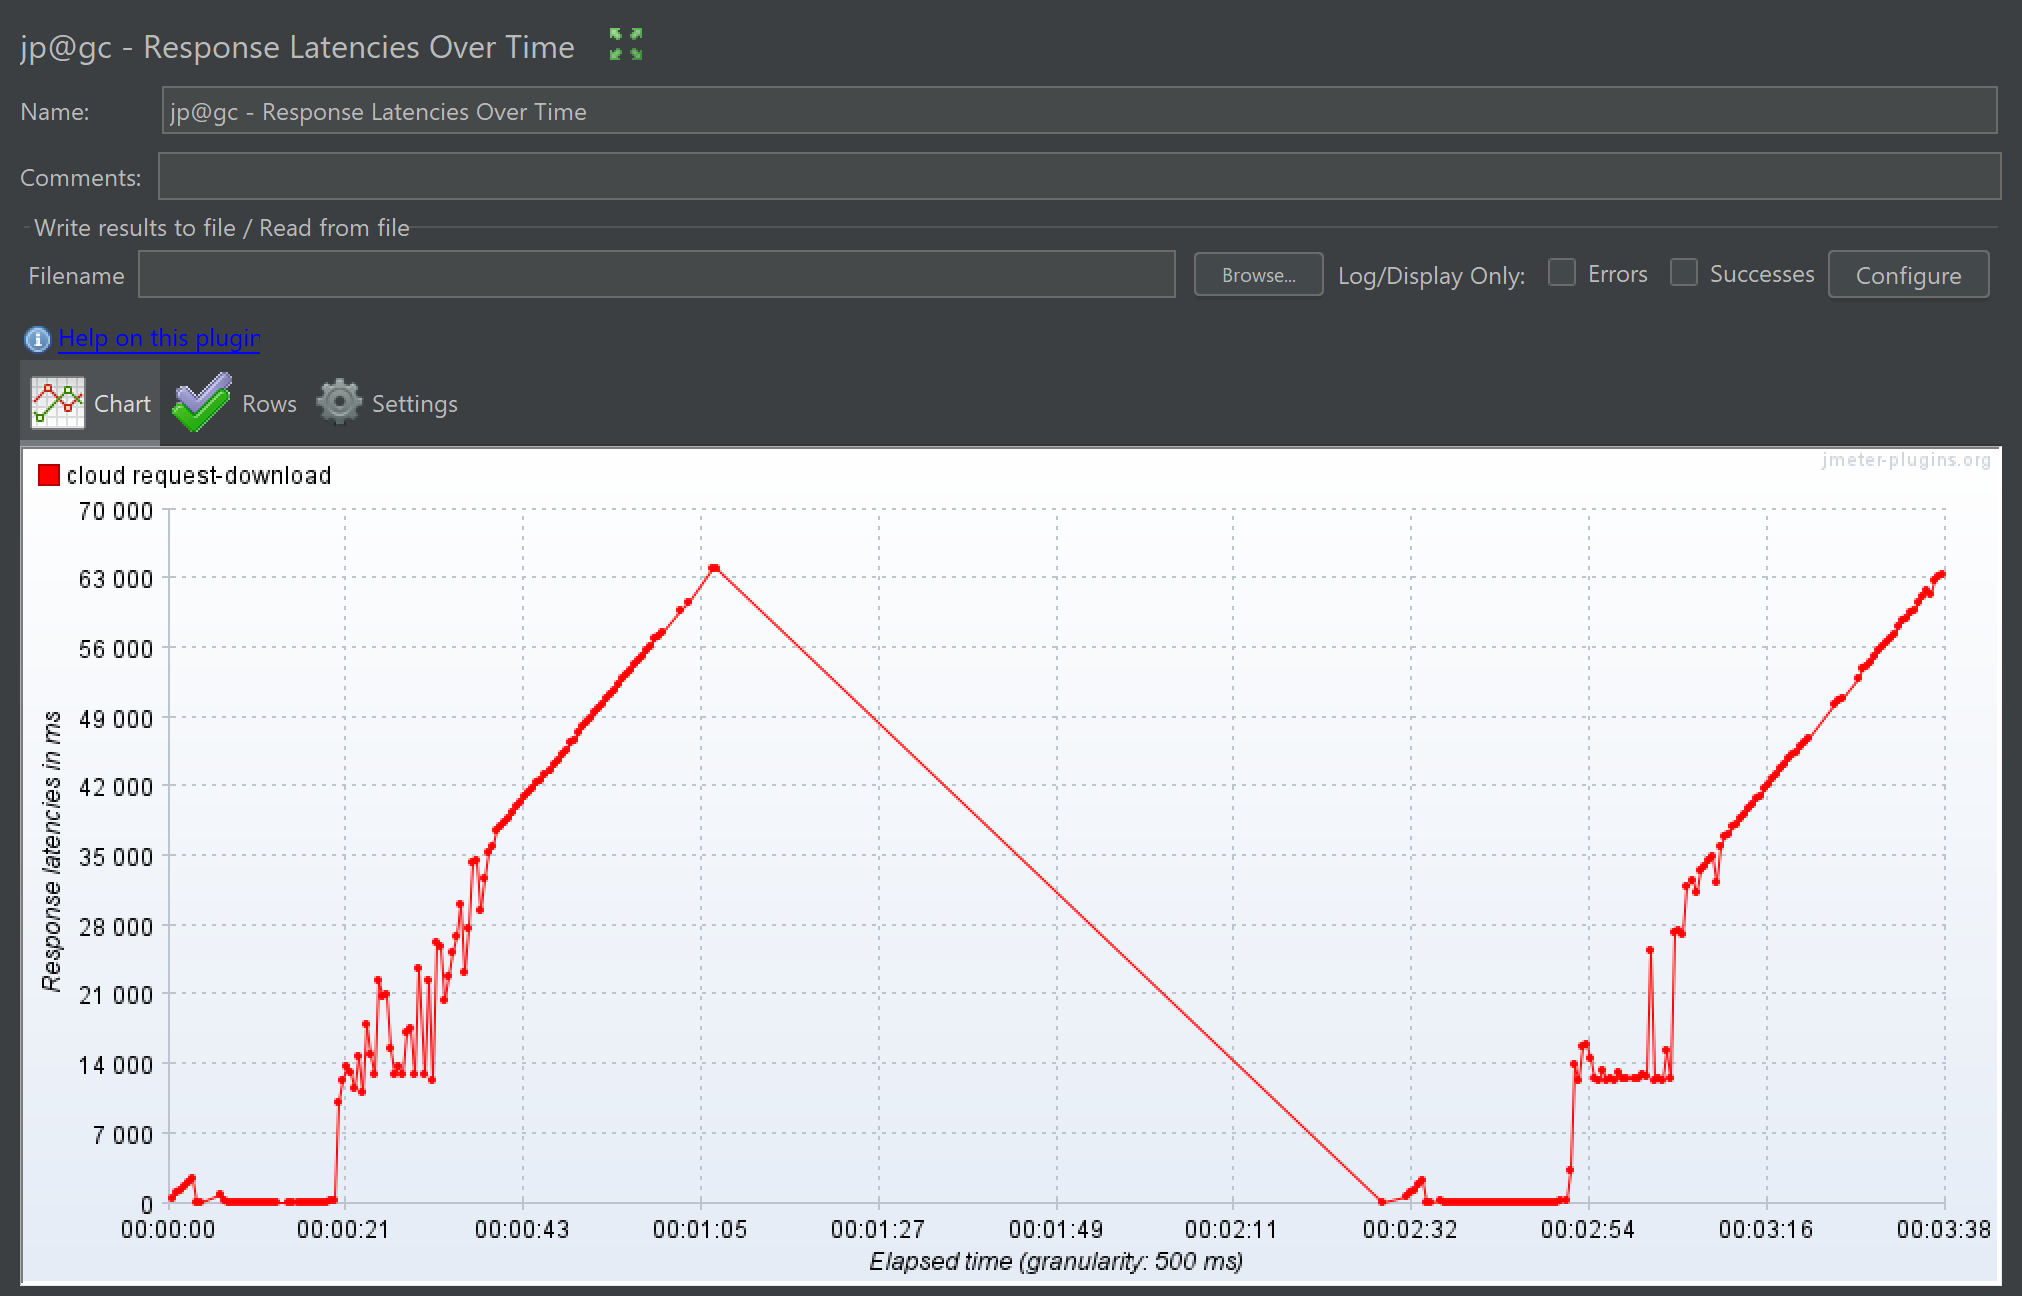 jp@gc - Response Latencies Over Time
Name: jp@gc - Response Latencies Over Time
Comments:
Write results to file / Read from file
Filename Browse... Log/Display Only: Errors Successes Configure
Help on this plugin
Chart Rows Settings
cloud request-download
jmeter-plugins.org
70 000
63 000
56 000
49 000
42 000
35 000
28 000
21 000
14 000
7 000
0
Response latencies in ms
00:00:00 00:00:21 00:00:43 00:01:05 00:01:27 00:01:49 00:02:11 00:02:32 00:02:54 00:03:16 00:03:38
Elapsed time (granularity: 500 ms)